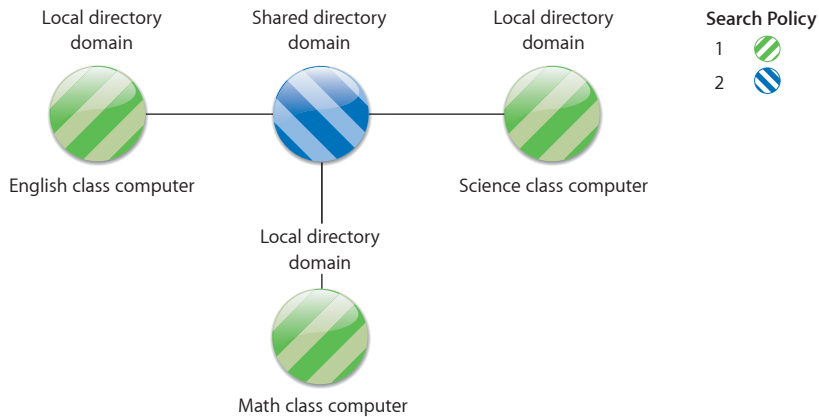 Local directory
domain
Shared directory
domain
Local directory
domain
Search Policy
1
2
English class computer
Science class computer
Local directory
domain
Math class computer